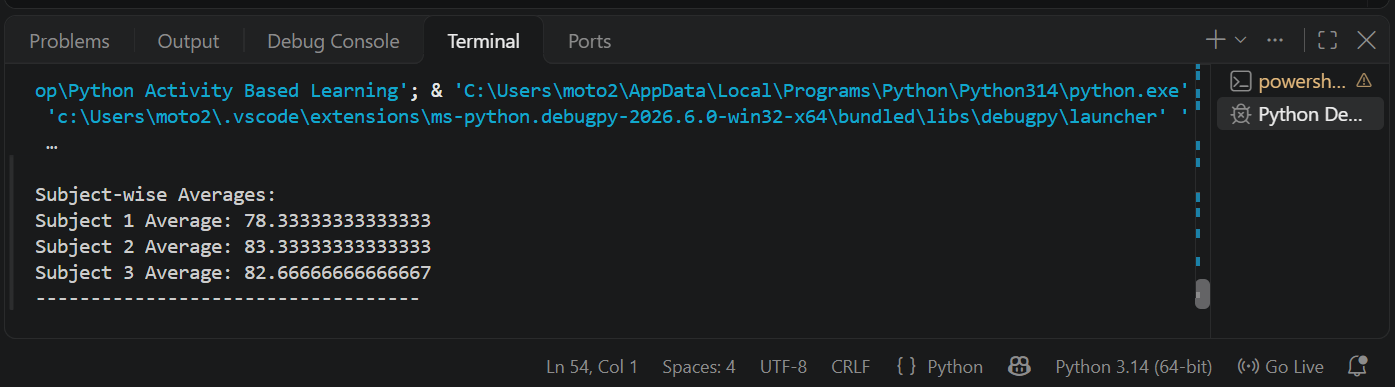 Problems Output Debug Console Terminal Ports
op\Python Activity Based Learning'; & 'C:\Users\moto2\AppData\Local\Programs\Python\Python314\python.exe'
'c:\Users\moto2\.vscode\extensions\ms-python.debugpy-2026.6.0-win32-x64\bundled\libs\debugpy\launcher' '
…
Subject-wise Averages:
Subject 1 Average: 78.33333333333333
Subject 2 Average: 83.33333333333333
Subject 3 Average: 82.66666666666667
-----------------------------------
powersh...
Python De...
Ln 54, Col 1 Spaces: 4 UTF-8 CRLF { } Python Python 3.14 (64-bit) Go Live